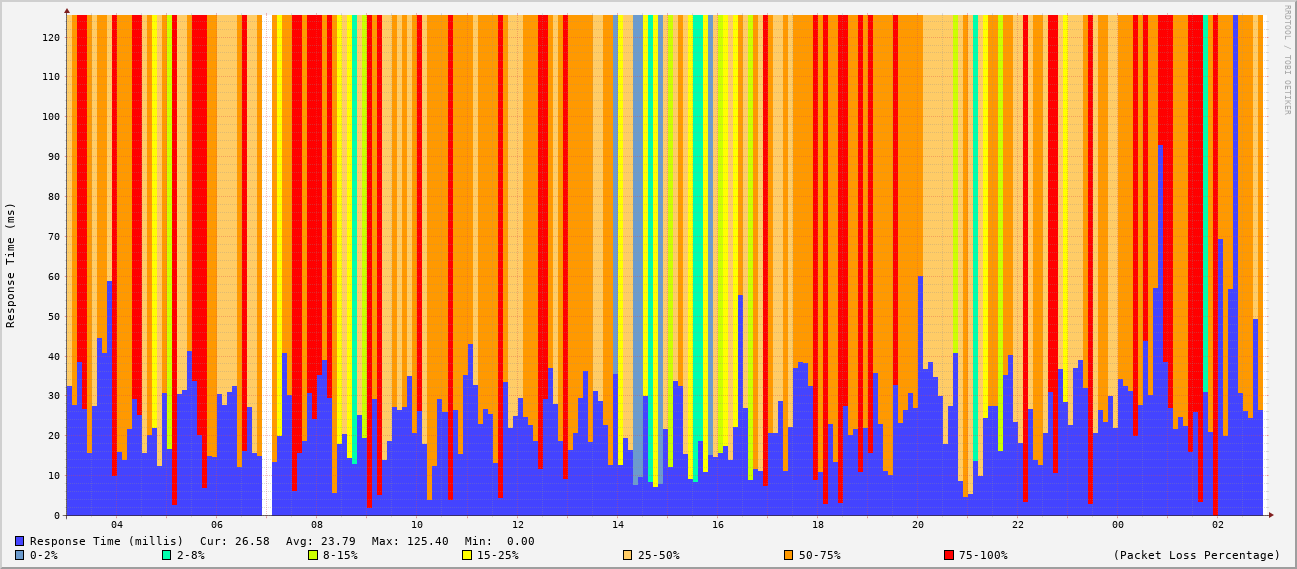 RRDTOOL / TOBI OETIKER
Response Time (ms)
120
110
100
90
80
70
60
50
40
30
20
10
0
04 06 08 10 12 14 16 18 20 22 00 02
Response Time (millis) Cur: 26.58 Avg: 23.79 Max: 125.40 Min: 0.00
0-2% 2-8% 8-15% 15-25% 25-50% 50-75% 75-100% (Packet Loss Percentage)